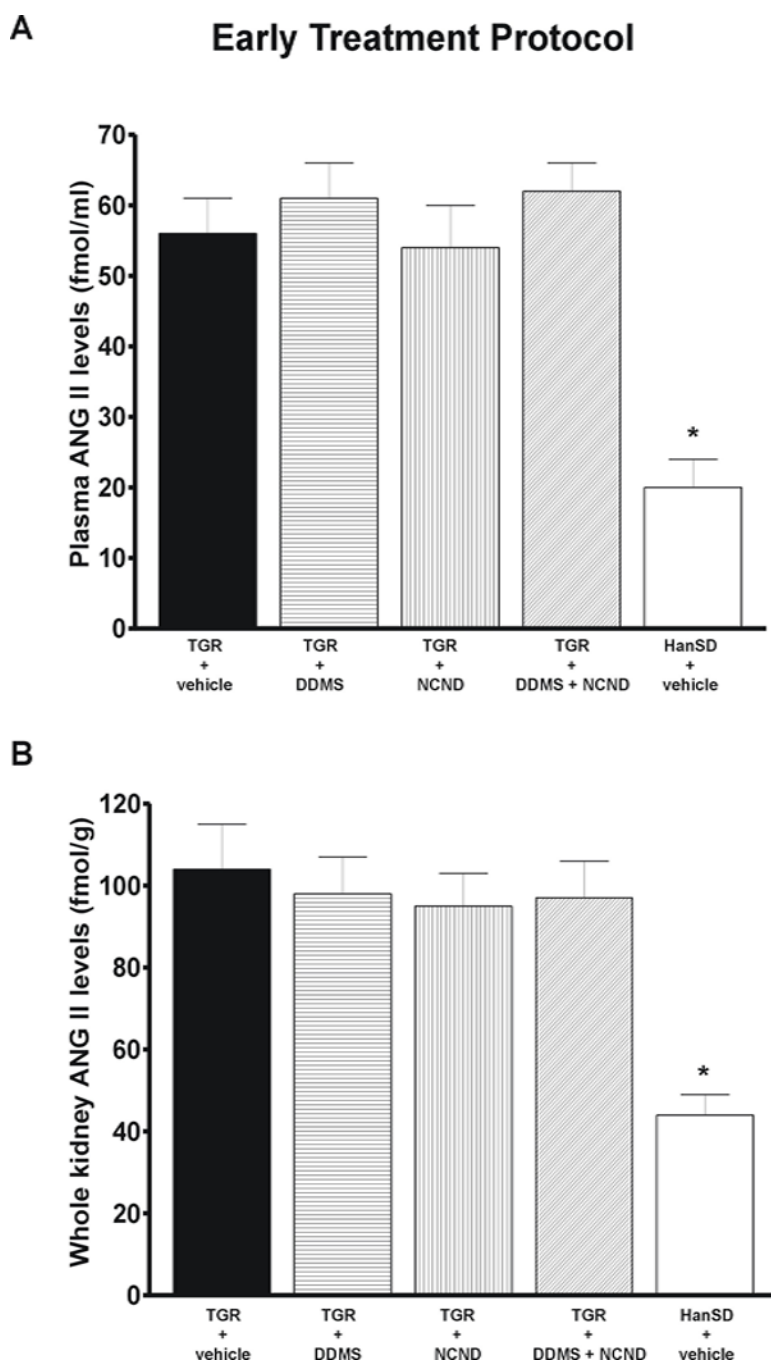 A
Early Treatment Protocol
Plasma ANG II levels (fmol/ml)
70
60
50
40
30
20
10
0
*
TGR + vehicle
TGR + DDMS
TGR + NCND
TGR + DDMS + NCND
HanSD + vehicle
B
Whole kidney ANG II levels (fmol/g)
120
100
80
60
40
20
0
*
TGR + vehicle
TGR + DDMS
TGR + NCND
TGR + DDMS + NCND
HanSD + vehicle